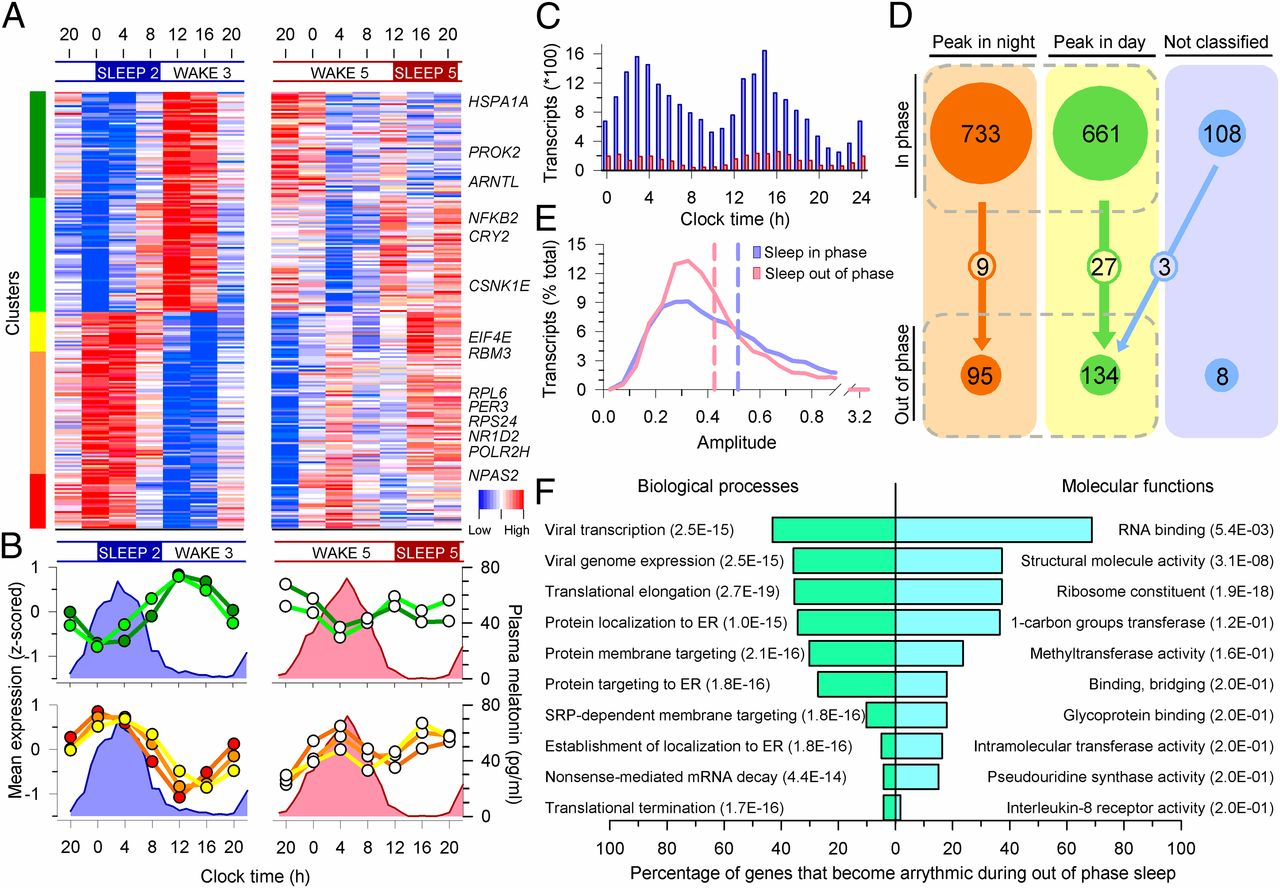 A
20 0 4 8 12 16 20
20 0 4 8 12 16 20
SLEEP 2 WAKE 3
WAKE 5 SLEEP 5
Clusters
HSPA1A
PROK2
ARNTL
NFKB2
CRY2
CSNK1E
EIF4E
RBM3
RPL6
PER3
RPS24
NR1D2
POLR2H
NPAS2
Low High
B
SLEEP 2 WAKE 3
WAKE 5 SLEEP 5
Mean expression (z-scored)
1
0
-1
1
0
-1
80
60
40
20
0
80
60
40
20
0
Plasma melatonin (pg/ml)
20 0 4 8 12 16 20
20 0 4 8 12 16 20
Clock time (h)
C
Transcripts (*100)
16
12
8
4
0
0 4 8 12 16 20 24
Clock time (h)
D
Peak in night Peak in day Not classified
In phase
733 661 108
9 27 3
Out of phase
95 134 8
E
Transcripts (% total)
15
12
9
6
3
0
Sleep in phase
Sleep out of phase
0.0 0.2 0.4 0.6 0.8 3.2
Amplitude
F
Biological processes Molecular functions
Viral transcription (2.5E-15) RNA binding (5.4E-03)
Viral genome expression (2.5E-15) Structural molecule activity (3.1E-08)
Translational elongation (2.7E-19) Ribosome constituent (1.9E-18)
Protein localization to ER (1.0E-15) 1-carbon groups transferase (1.2E-01)
Protein membrane targeting (2.1E-16) Methyltransferase activity (1.6E-01)
Protein targeting to ER (1.8E-16) Binding, bridging (2.0E-01)
SRP-dependent membrane targeting (1.8E-16) Glycoprotein binding (2.0E-01)
Establishment of localization to ER (1.8E-16) Intramolecular transferase activity (2.0E-01)
Nonsense-mediated mRNA decay (4.4E-14) Pseudouridine synthase activity (2.0E-01)
Translational termination (1.7E-16) Interleukin-8 receptor activity (2.0E-01)
100 80 60 40 20 0 20 40 60 80 100
Percentage of genes that become arrythmic during out of phase sleep